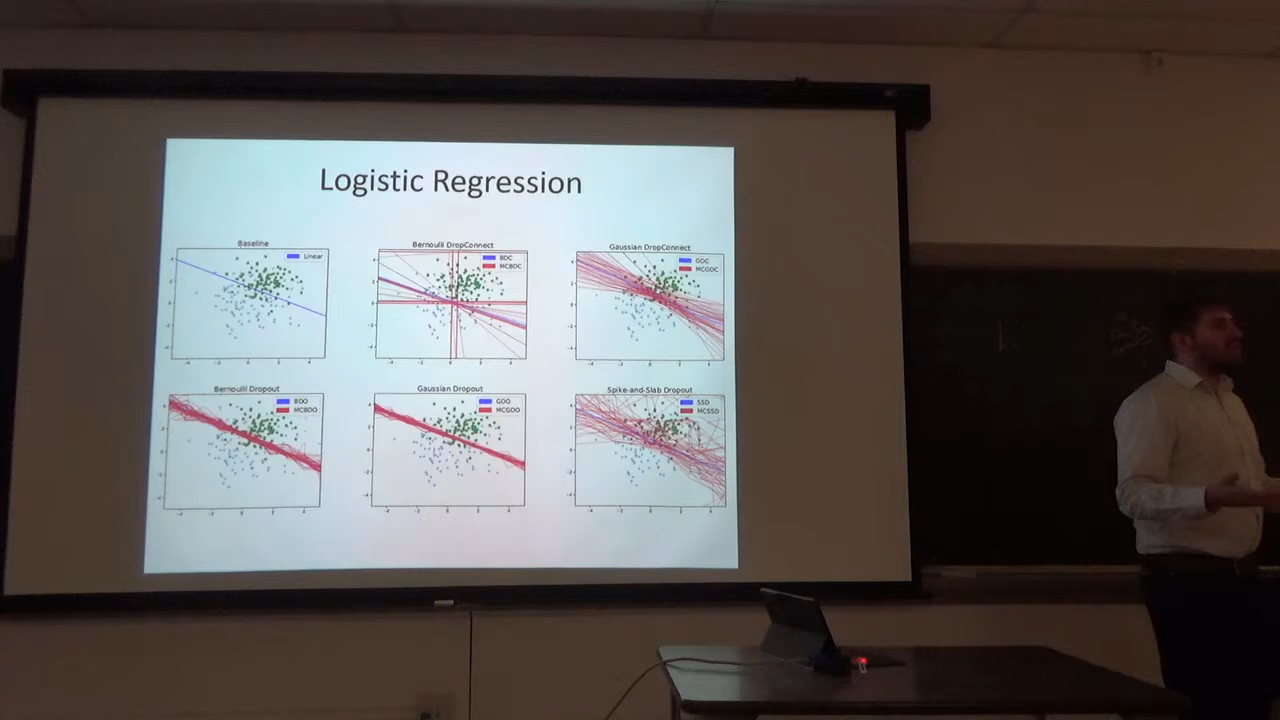 Logistic Regression
Baseline
Linear
Bernoulli DropConnect
BDC
MCBDC
Gaussian DropConnect
GDC
MCGDC
Bernoulli Dropout
BDO
MCBDO
Gaussian Dropout
GDO
MCGDO
Spike-and-Slab Dropout
SSD
MCSSD